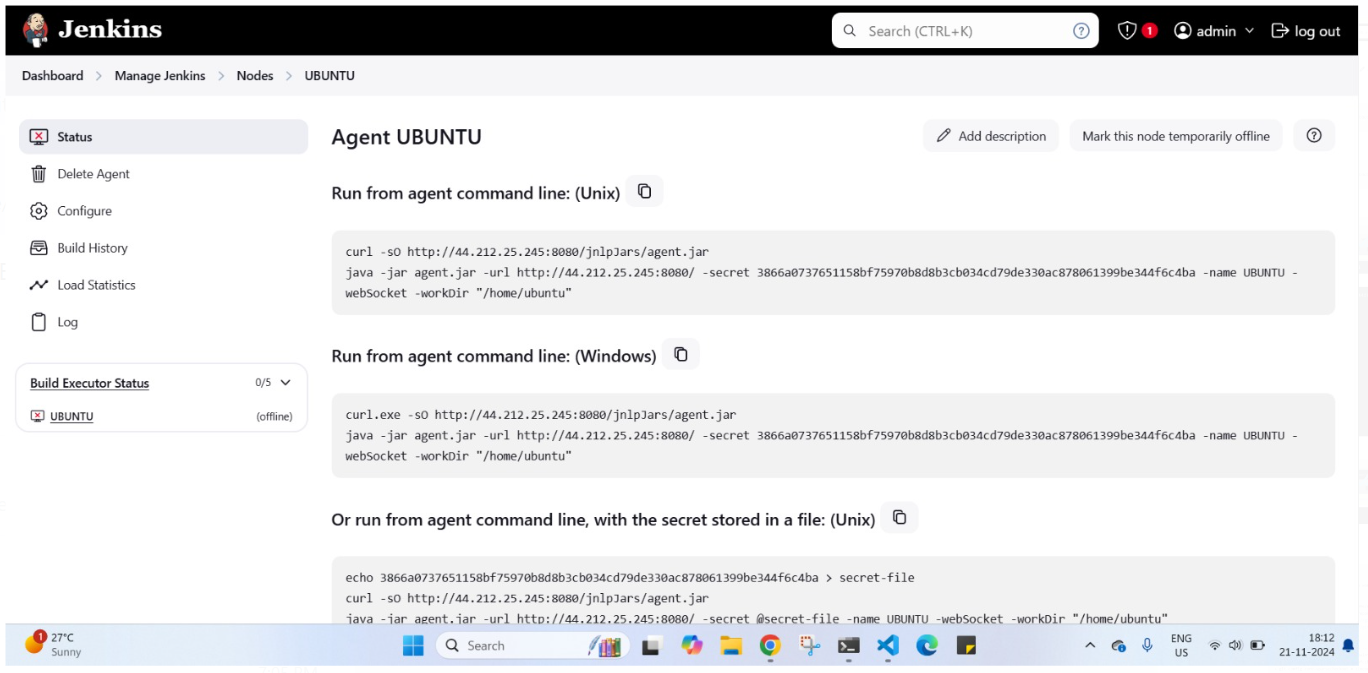 Jenkins
Search (CTRL+K)
1
admin
log out
Dashboard > Manage Jenkins > Nodes > UBUNTU
Status
Delete Agent
Configure
Build History
Load Statistics
Log
Build Executor Status 0/5
UBUNTU (offline)
Agent UBUNTU
Add description
Mark this node temporarily offline
Run from agent command line: (Unix)
curl -sO http://44.212.25.245:8080/jnlpJars/agent.jar
java -jar agent.jar -url http://44.212.25.245:8080/ -secret 3866a0737651158bf75970b8d8b3cb034cd79de330ac878061399be344f6c4ba -name UBUNTU -
webSocket -workDir "/home/ubuntu"
Run from agent command line: (Windows)
curl.exe -sO http://44.212.25.245:8080/jnlpJars/agent.jar
java -jar agent.jar -url http://44.212.25.245:8080/ -secret 3866a0737651158bf75970b8d8b3cb034cd79de330ac878061399be344f6c4ba -name UBUNTU -
webSocket -workDir "/home/ubuntu"
Or run from agent command line, with the secret stored in a file: (Unix)
echo 3866a0737651158bf75970b8d8b3cb034cd79de330ac878061399be344f6c4ba > secret-file
curl -sO http://44.212.25.245:8080/jnlpJars/agent.jar
java -jar agent.jar -url http://44.212.25.245:8080/ -secret @secret-file -name UBUNTU -webSocket -workDir "/home/ubuntu"
1
27°C
Sunny
Search
ENG
US
18:12
21-11-2024